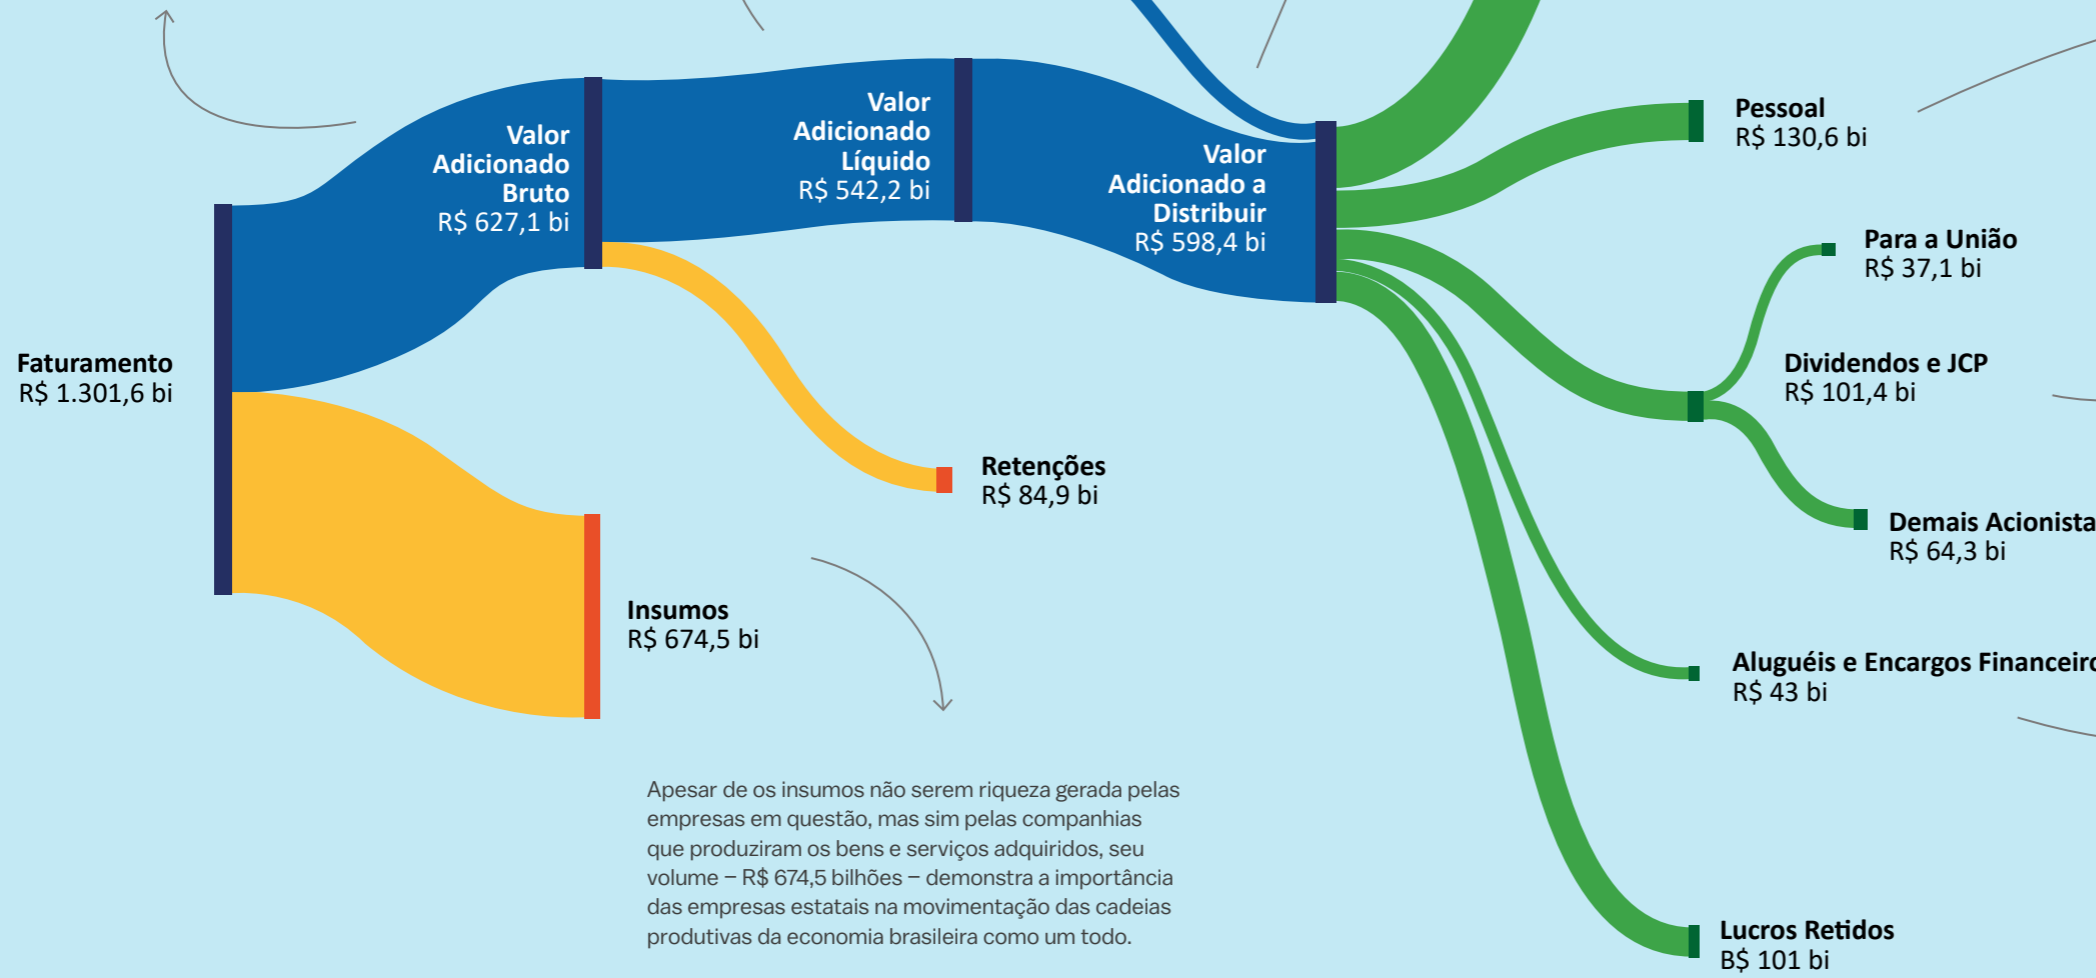 Faturamento
R$ 1.301,6 bi
Valor
Adicionado
Bruto
R$ 627,1 bi
Insumos
R$ 674,5 bi
Valor
Adicionado
Líquido
R$ 542,2 bi
Retenções
R$ 84,9 bi
Valor
Adicionado a
Distribuir
R$ 598,4 bi
Pessoal
R$ 130,6 bi
Para a União
R$ 37,1 bi
Dividendos e JCP
R$ 101,4 bi
Demais Acionista
R$ 64,3 bi
Aluguéis e Encargos Financeiro
R$ 43 bi
Lucros Retidos
R$ 101 bi
Apesar de os insumos não serem riqueza gerada pelas
empresas em questão, mas sim pelas companhias
que produziram os bens e serviços adquiridos, seu
volume – R$ 674,5 bilhões – demonstra a importância
das empresas estatais na movimentação das cadeias
produtivas da economia brasileira como um todo.